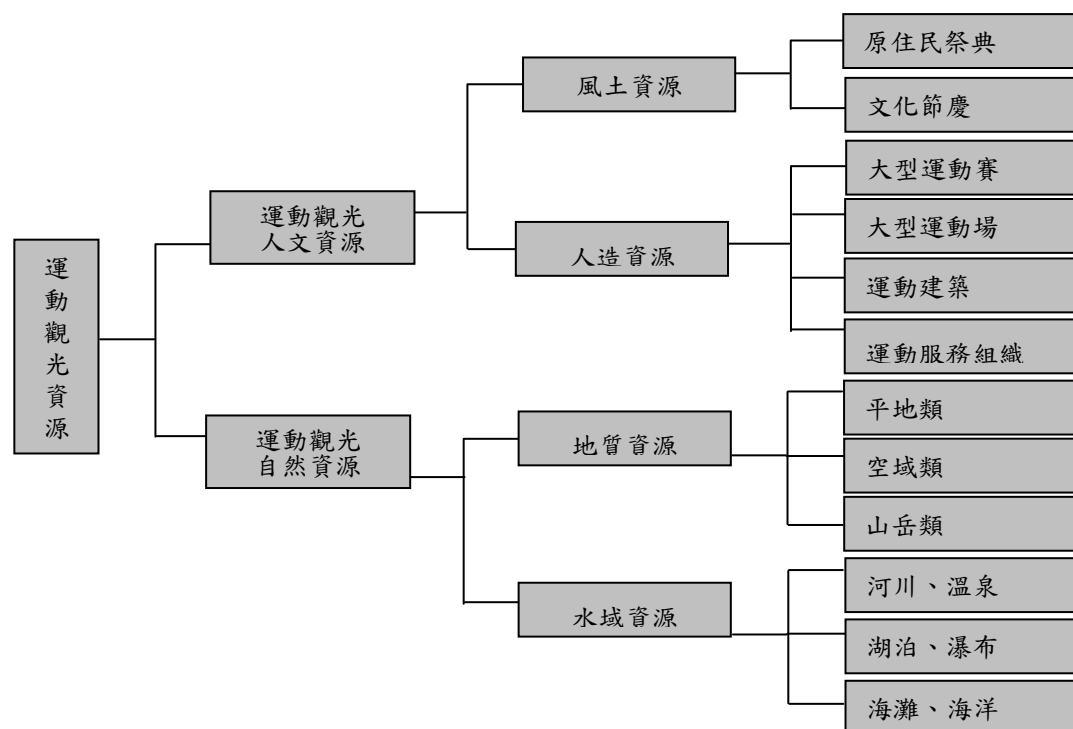 運動觀光資源
運動觀光
人文資源
運動觀光
自然資源
風土資源
人造資源
地質資源
水域資源
原住民祭典
文化節慶
大型運動賽
大型運動場
運動建築
運動服務組織
平地類
空域類
山岳類
河川、溫泉
湖泊、瀑布
海灘、海洋